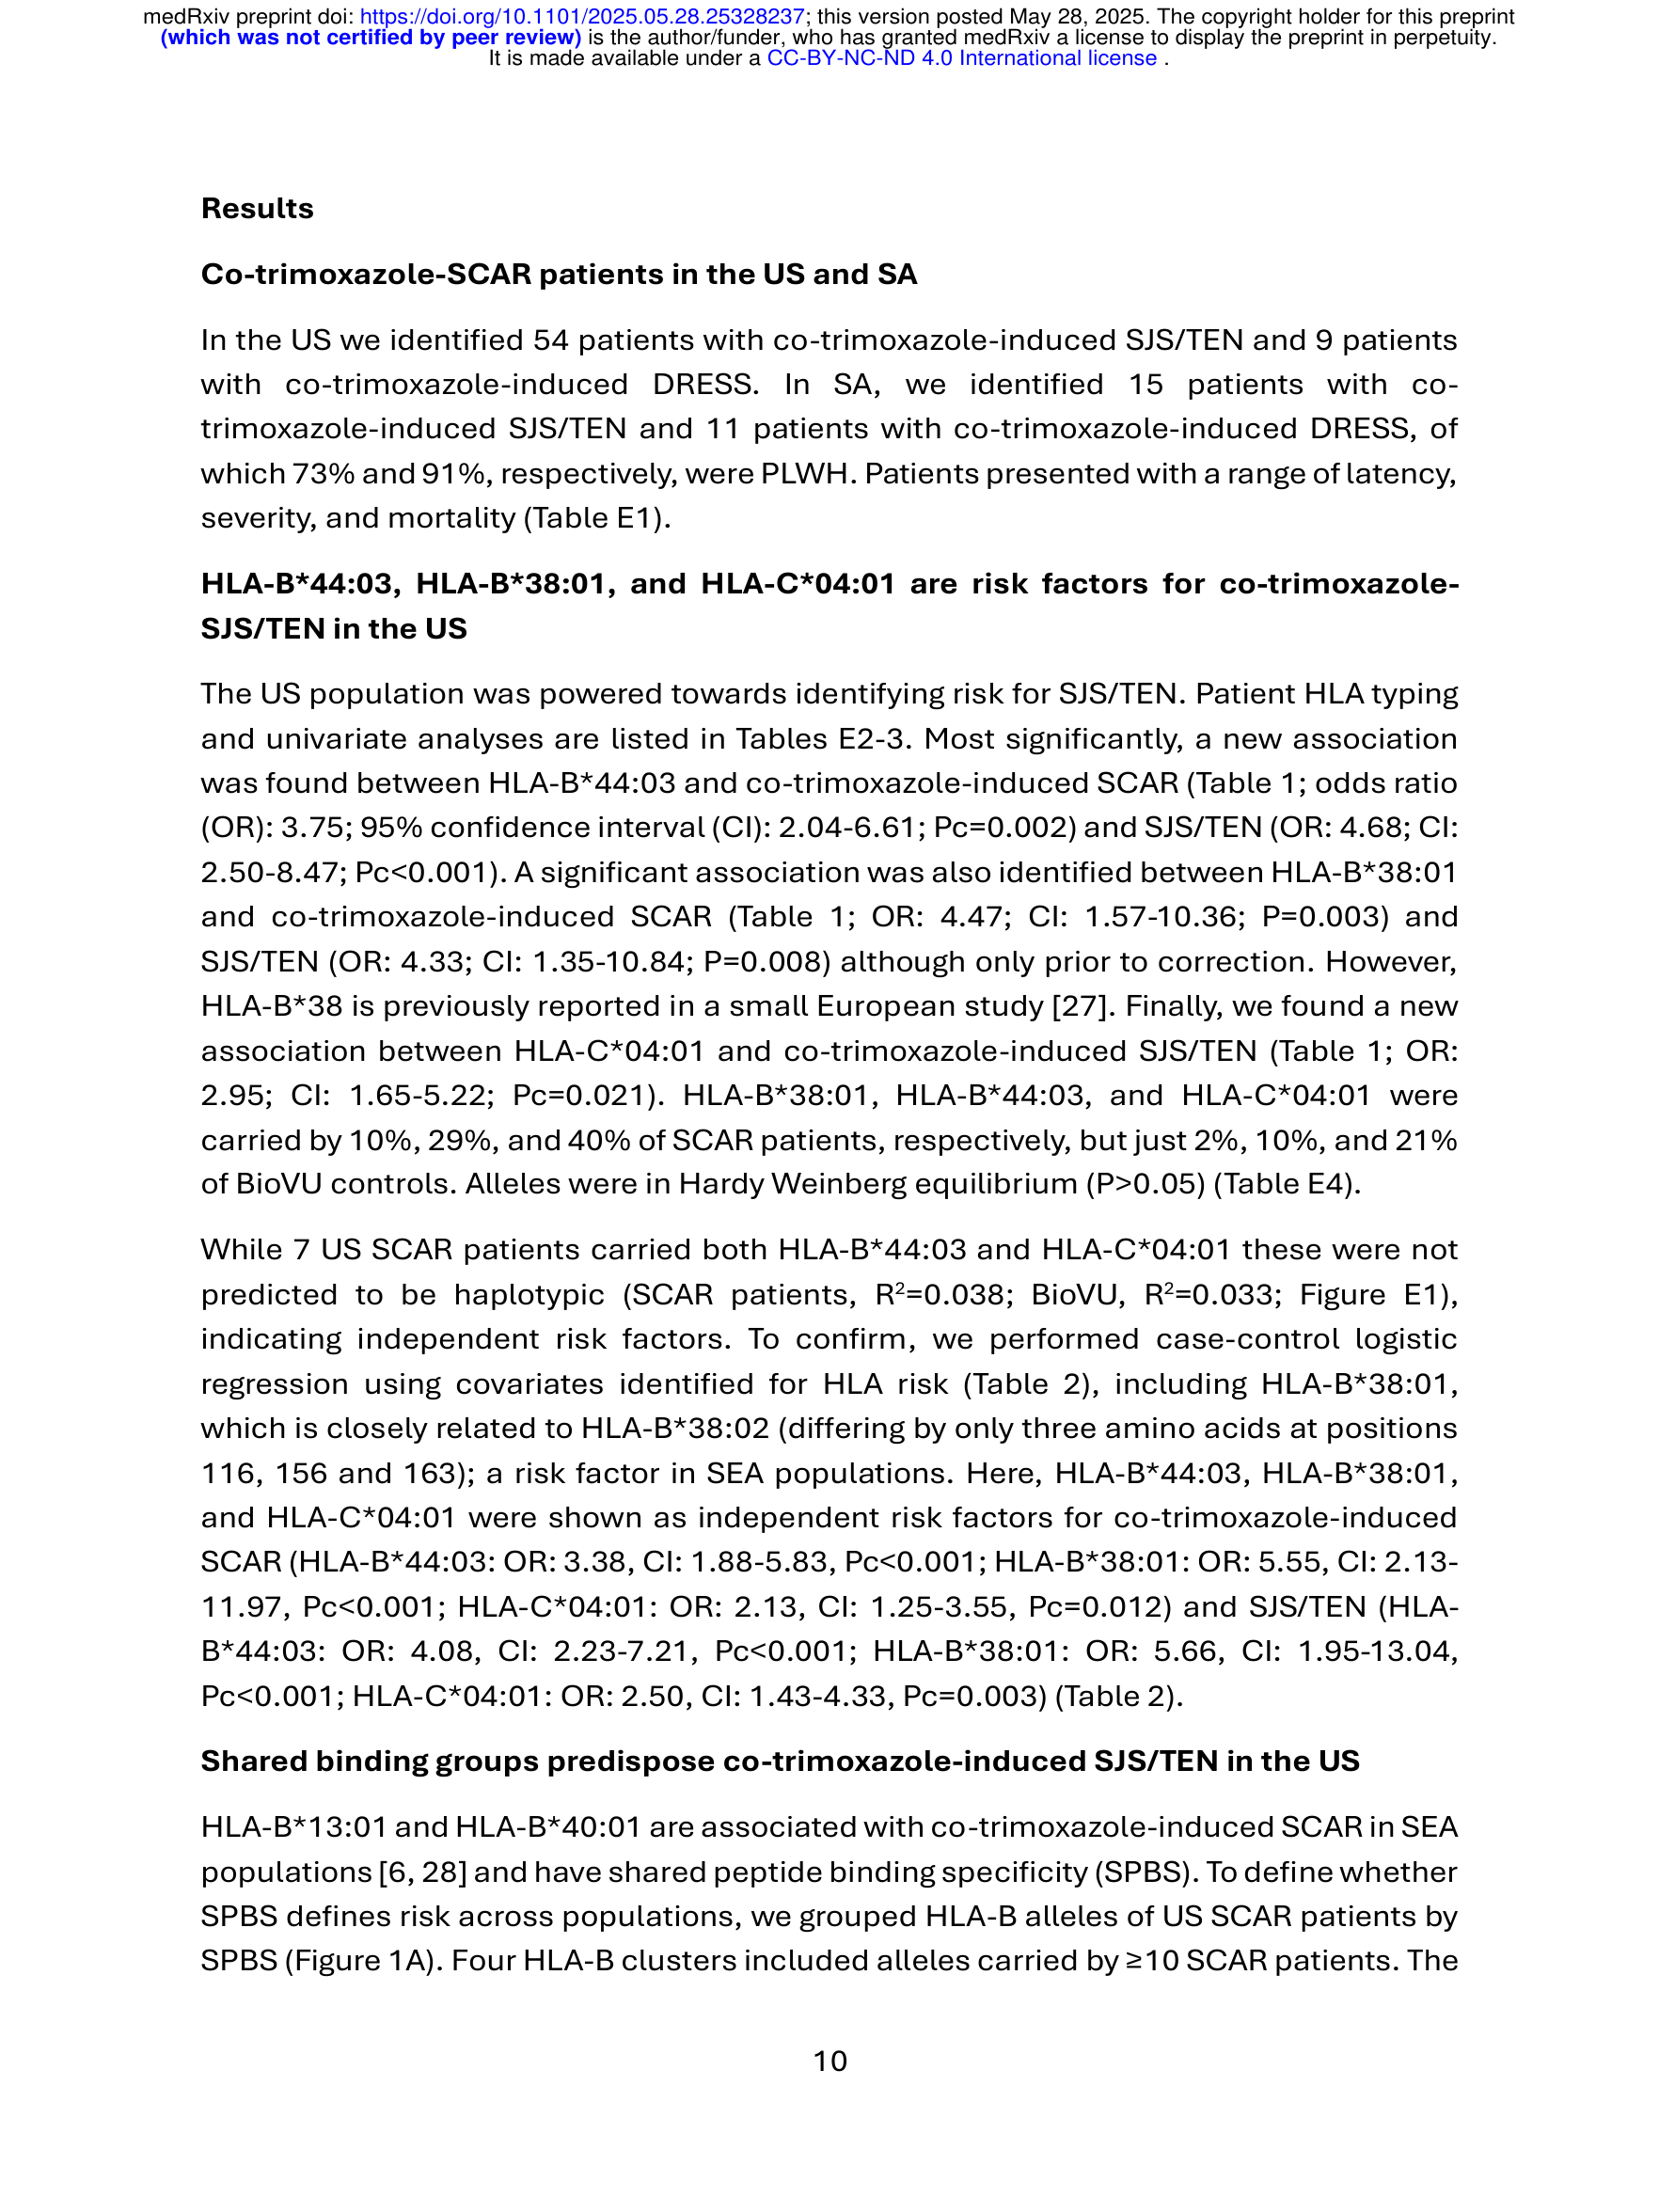 medRxiv preprint doi: https://doi.org/10.1101/2025.05.28.25328237; this version posted May 28, 2025. The copyright holder for this preprint
(which was not certified by peer review) is the author/funder, who has granted medRxiv a license to display the preprint in perpetuity.
It is made available under a CC-BY-NC-ND 4.0 International license .
Results
Co-trimoxazole-SCAR patients in the US and SA
In the US we identified 54 patients with co-trimoxazole-induced SJS/TEN and 9 patients
with co-trimoxazole-induced DRESS. In SA, we identified 15 patients with co-
trimoxazole-induced SJS/TEN and 11 patients with co-trimoxazole-induced DRESS, of
which 73% and 91%, respectively, were PLWH. Patients presented with a range of latency,
severity, and mortality (Table E1).
HLA-B*44:03, HLA-B*38:01, and HLA-C*04:01 are risk factors for co-trimoxazole-
SJS/TEN in the US
The US population was powered towards identifying risk for SJS/TEN. Patient HLA typing
and univariate analyses are listed in Tables E2-3. Most significantly, a new association
was found between HLA-B*44:03 and co-trimoxazole-induced SCAR (Table 1; odds ratio
(OR): 3.75; 95% confidence interval (CI): 2.04-6.61; Pc=0.002) and SJS/TEN (OR: 4.68; CI:
2.50-8.47; Pc<0.001). A significant association was also identified between HLA-B*38:01
and co-trimoxazole-induced SCAR (Table 1; OR: 4.47; CI: 1.57-10.36; P=0.003) and
SJS/TEN (OR: 4.33; CI: 1.35-10.84; P=0.008) although only prior to correction. However,
HLA-B*38 is previously reported in a small European study [27]. Finally, we found a new
association between HLA-C*04:01 and co-trimoxazole-induced SJS/TEN (Table 1; OR:
2.95; CI: 1.65-5.22; Pc=0.021). HLA-B*38:01, HLA-B*44:03, and HLA-C*04:01 were
carried by 10%, 29%, and 40% of SCAR patients, respectively, but just 2%, 10%, and 21%
of BioVU controls. Alleles were in Hardy Weinberg equilibrium (P>0.05) (Table E4).
While 7 US SCAR patients carried both HLA-B*44:03 and HLA-C*04:01 these were not
predicted to be haplotypic (SCAR patients, R²=0.038; BioVU, R²=0.033; Figure E1),
indicating independent risk factors. To confirm, we performed case-control logistic
regression using covariates identified for HLA risk (Table 2), including HLA-B*38:01,
which is closely related to HLA-B*38:02 (differing by only three amino acids at positions
116, 156 and 163); a risk factor in SEA populations. Here, HLA-B*44:03, HLA-B*38:01,
and HLA-C*04:01 were shown as independent risk factors for co-trimoxazole-induced
SCAR (HLA-B*44:03: OR: 3.38, CI: 1.88-5.83, Pc<0.001; HLA-B*38:01: OR: 5.55, CI: 2.13-
11.97, Pc<0.001; HLA-C*04:01: OR: 2.13, CI: 1.25-3.55, Pc=0.012) and SJS/TEN (HLA-
B*44:03: OR: 4.08, CI: 2.23-7.21, Pc<0.001; HLA-B*38:01: OR: 5.66, CI: 1.95-13.04,
Pc<0.001; HLA-C*04:01: OR: 2.50, CI: 1.43-4.33, Pc=0.003) (Table 2).
Shared binding groups predispose co-trimoxazole-induced SJS/TEN in the US
HLA-B*13:01 and HLA-B*40:01 are associated with co-trimoxazole-induced SCAR in SEA
populations [6, 28] and have shared peptide binding specificity (SPBS). To define whether
SPBS defines risk across populations, we grouped HLA-B alleles of US SCAR patients by
SPBS (Figure 1A). Four HLA-B clusters included alleles carried by ≥10 SCAR patients. The
10